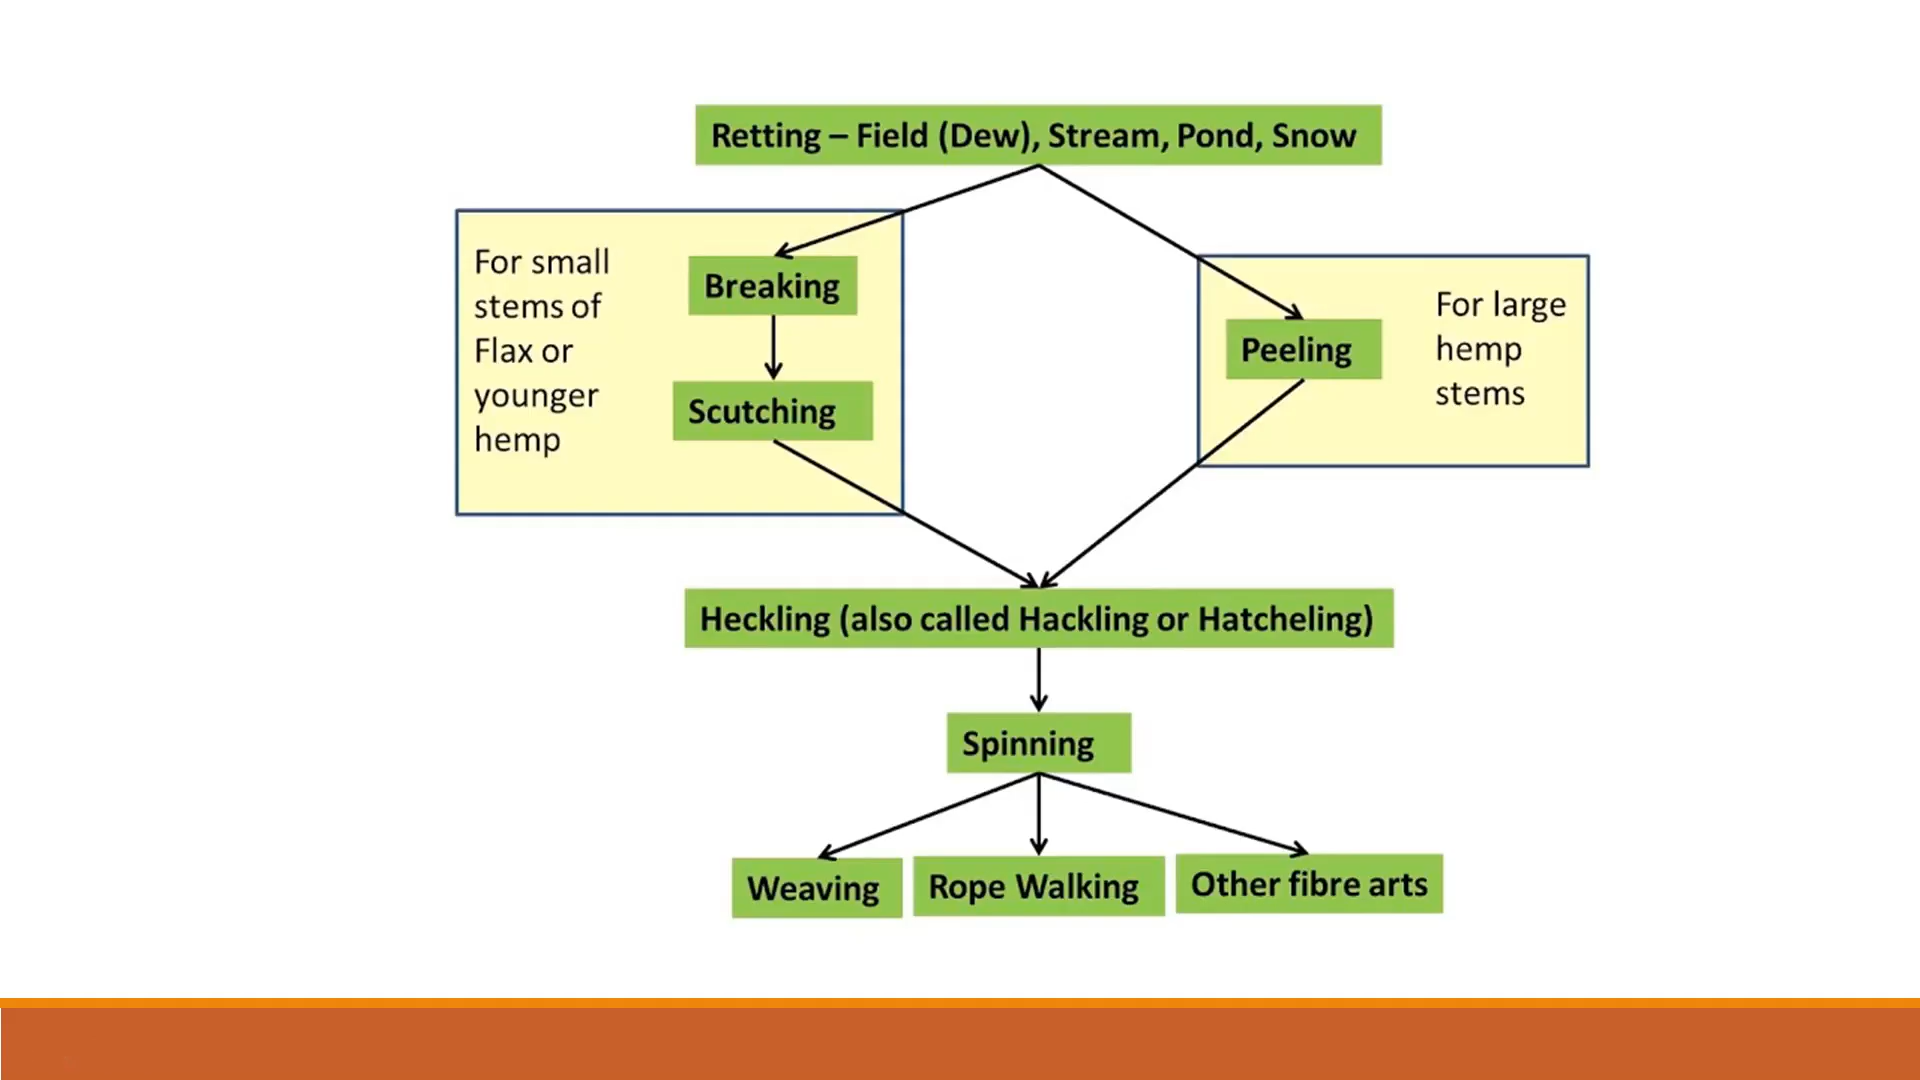 Retting – Field (Dew), Stream, Pond, Snow
For small
stems of
Flax or
younger
hemp
Breaking
Scutching
Peeling
For large
hemp
stems
Heckling (also called Hackling or Hatcheling)
Spinning
Weaving
Rope Walking
Other fibre arts